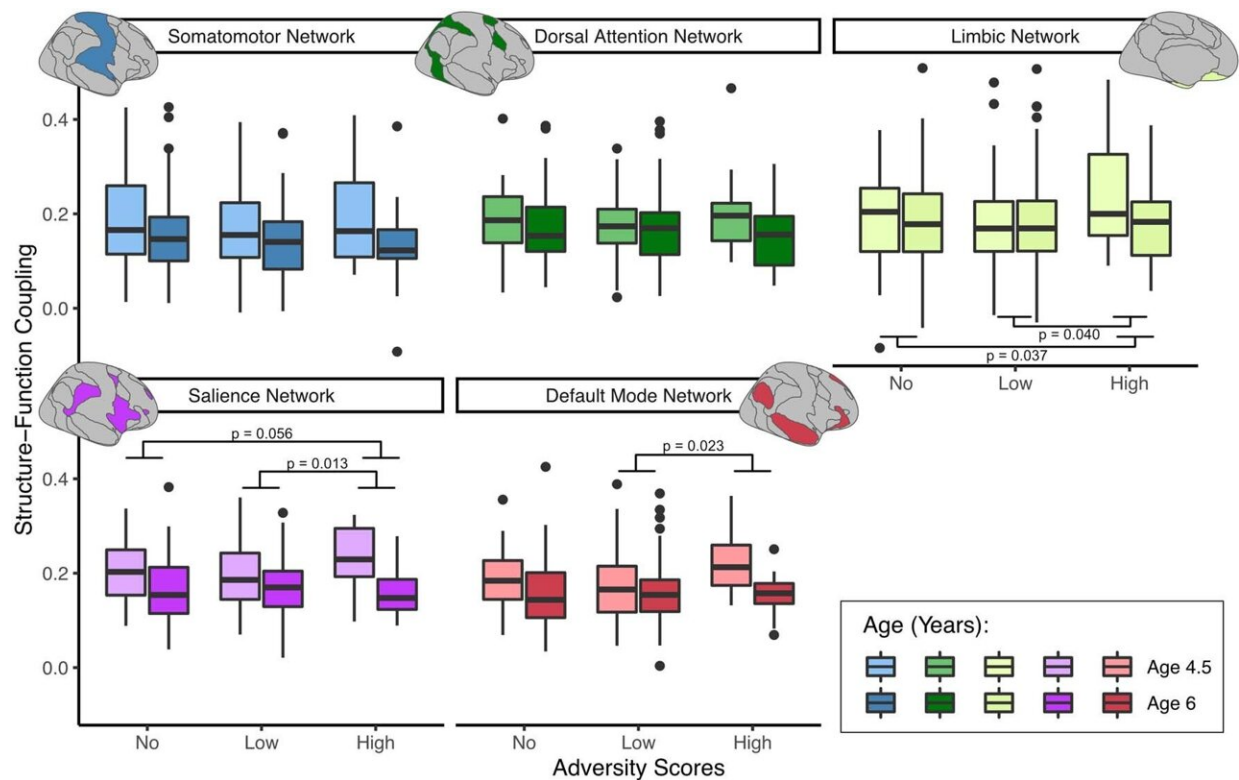 Somatomotor Network
Dorsal Attention Network
Limbic Network
Structure−Function Coupling
0.4
0.2
0.0
p = 0.040
p = 0.037
No Low High
Salience Network
Default Mode Network
p = 0.056
p = 0.013
p = 0.023
0.4
0.2
0.0
Age (Years):
Age 4.5
Age 6
No Low High
No Low High
Adversity Scores